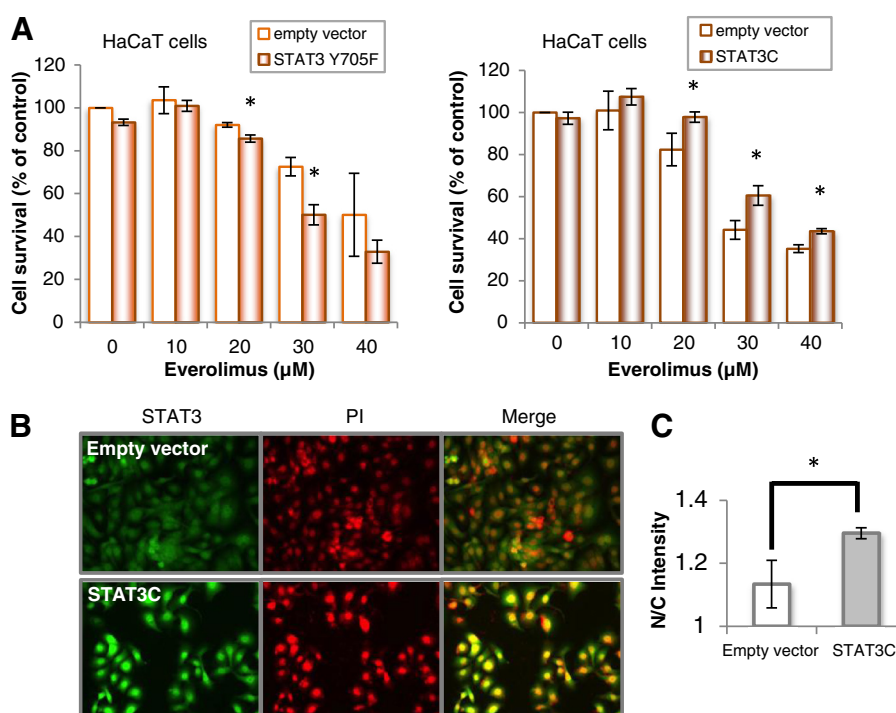 A
HaCaT cells
empty vector
STAT3 Y705F
Cell survival (% of control)
120
100
80
60
40
20
0
*
*
0 10 20 30 40
Everolimus (µM)
HaCaT cells
empty vector
STAT3C
Cell survival (% of control)
120
100
80
60
40
20
0
*
*
*
0 10 20 30 40
Everolimus (µM)
B
STAT3 PI Merge
Empty vector
STAT3C
C
*
N/C Intensity
1.4
1.2
1
Empty vector STAT3C